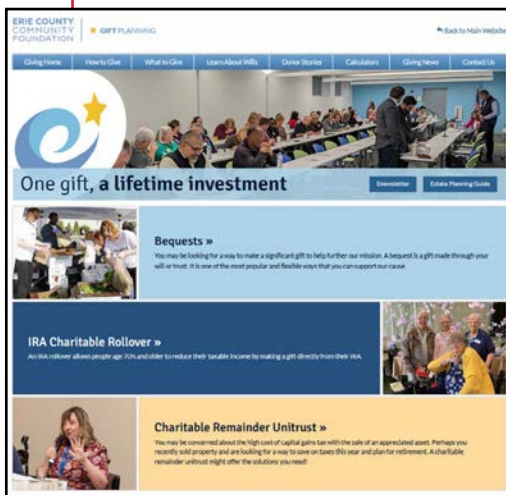 ERIE COUNTY
COMMUNITY
FOUNDATION
GIFT PLANNING
Back to Main Website
Giving Home How to Give What to Give Learn About Wills Donor Stories Calculators Giving News Contact Us
One gift, a lifetime investment
Enewsletter Estate Planning Guide
Bequests »
You may be looking for a way to make a significant gift to help further our mission. A bequest is a gift made through your
will or trust. It is one of the most popular and flexible ways that you can support our cause.
IRA Charitable Rollover »
An IRA rollover allows people age 70½ and older to reduce their taxable income by making a gift directly from their IRA.
Charitable Remainder Unitrust »
You may be concerned about the high cost of capital gains tax with the sale of an appreciated asset. Perhaps you
recently sold property and are looking for a way to save on taxes this year and plan for retirement. A charitable
remainder unitrust might offer the solutions you need!